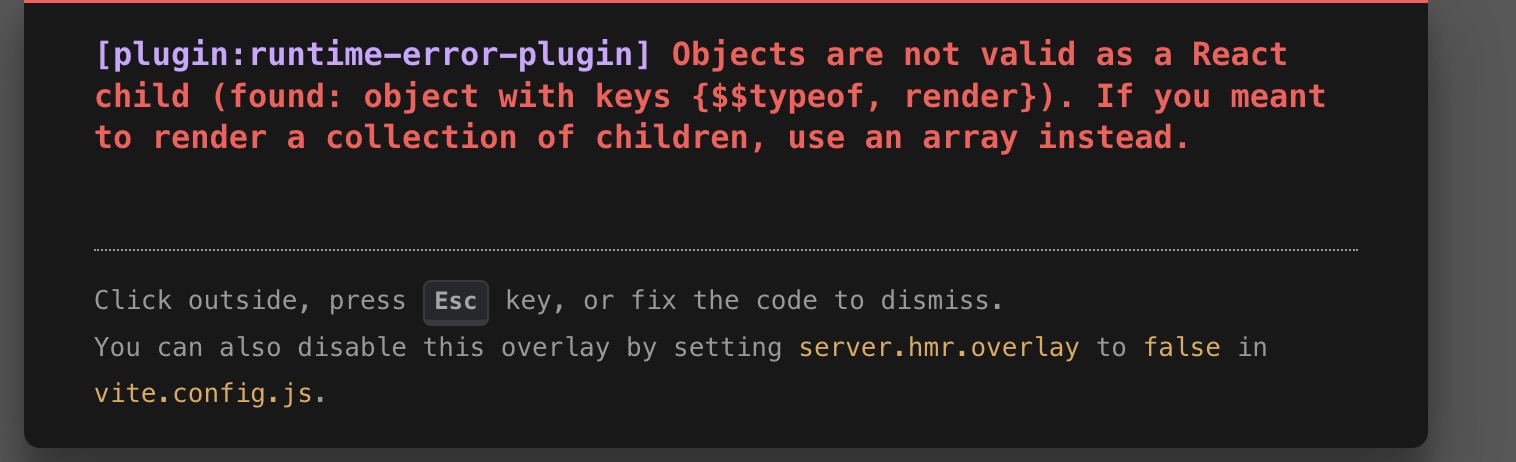 [plugin:runtime-error-plugin] Objects are not valid as a React
child (found: object with keys {$$typeof, render}). If you meant
to render a collection of children, use an array instead.
Click outside, press Esc key, or fix the code to dismiss.
You can also disable this overlay by setting server.hmr.overlay to false in
vite.config.js.